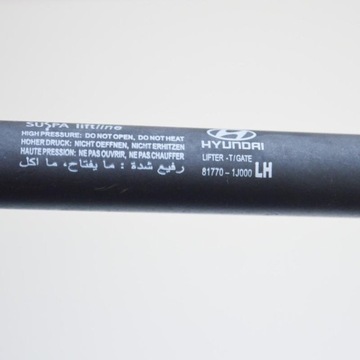 SUSPA liftline
HIGH PRESSURE: DO NOT OPEN, DO NOT HEAT
HOHER DRUCK: NICHT OEFFNEN, NICHT ERHITZEN
HAUTE PRESSION: NE PAS OUVRIR, NE PAS CHAUFFER
رفيع شدة : ما يفتاح، ما اكل
HYUNDAI
LIFTER -T/GATE
81770-1J000 LH